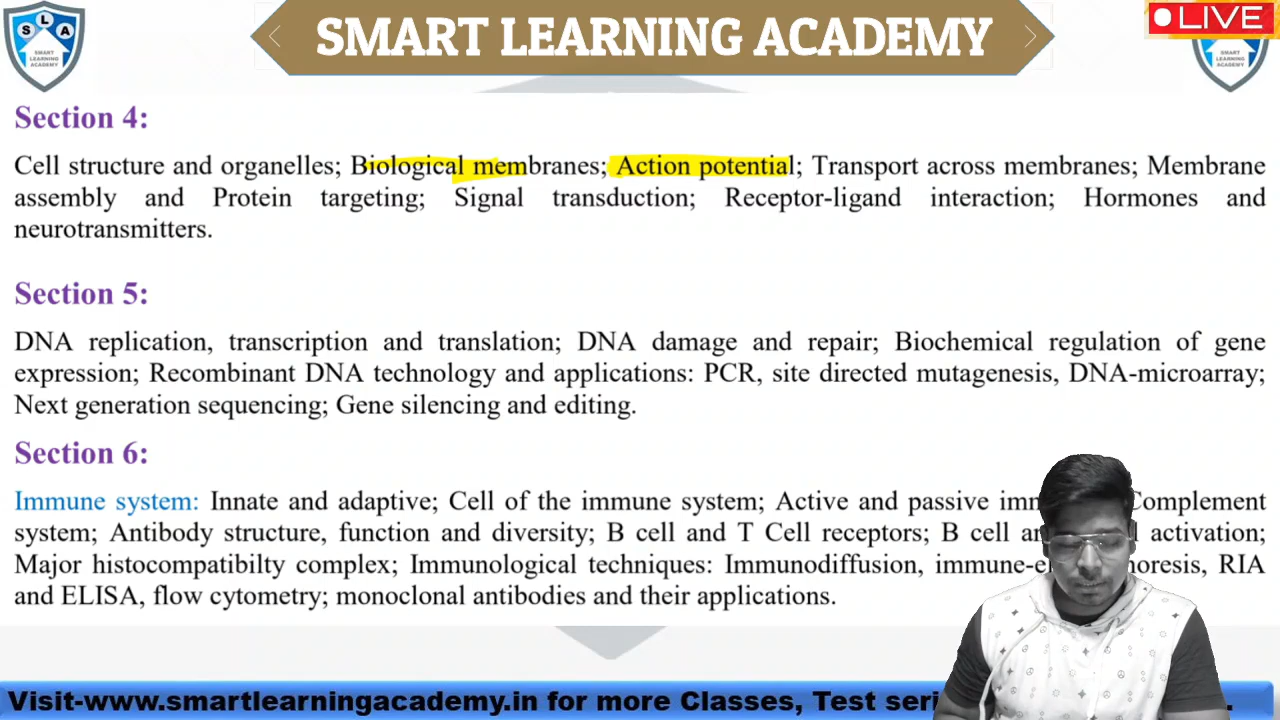 SMART LEARNING ACADEMY
LIVE
S L A
SMART
LEARNING
ACADEMY
SMART
LEARNING
ACADEMY
Section 4:
Cell structure and organelles; Biological membranes; Action potential; Transport across membranes; Membrane
assembly and Protein targeting; Signal transduction; Receptor-ligand interaction; Hormones and
neurotransmitters.
Section 5:
DNA replication, transcription and translation; DNA damage and repair; Biochemical regulation of gene
expression; Recombinant DNA technology and applications: PCR, site directed mutagenesis, DNA-microarray;
Next generation sequencing; Gene silencing and editing.
Section 6:
Immune system: Innate and adaptive; Cell of the immune system; Active and passive Complement
system; Antibody structure, function and diversity; B cell and T Cell receptors; B cell activation;
Major histocompatibilty complex; Immunological techniques: Immunodiffusion, RIA
and ELISA, flow cytometry; monoclonal antibodies and their applications.
Visit-www.smartlearningacademy.in for more Classes, Test